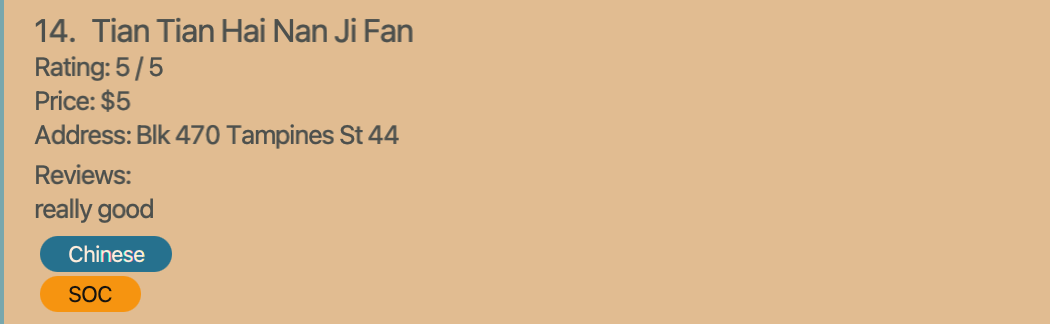 14. Tian Tian Hai Nan Ji Fan
Rating: 5 / 5
Price: $5
Address: Blk 470 Tampines St 44
Reviews:
really good
Chinese
SOC